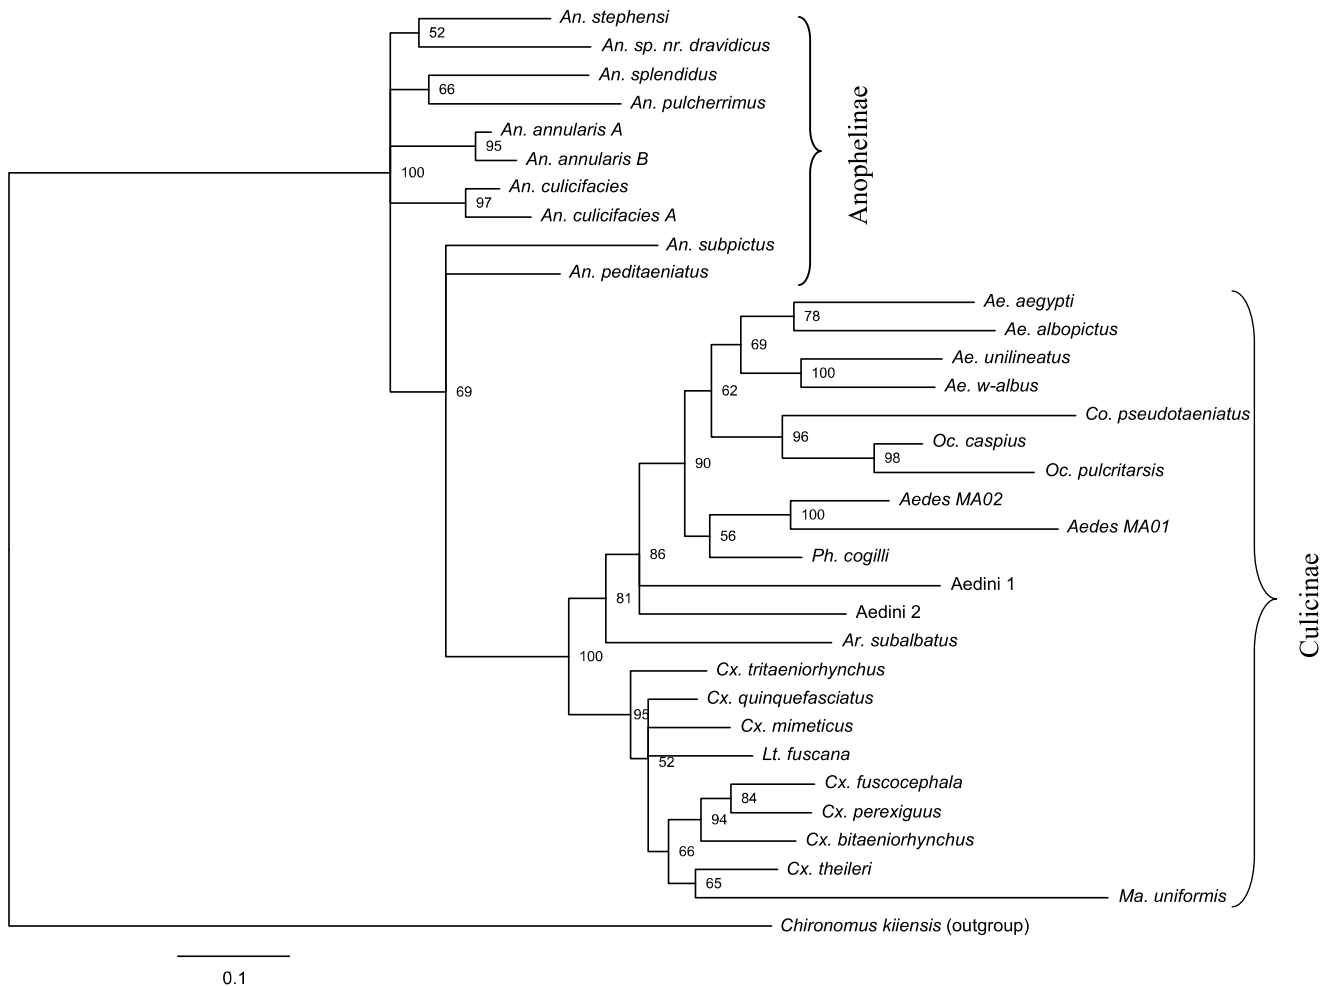 An. stephensi
52
An. sp. nr. dravidicus
An. splendidus
66
An. pulcherrimus
An. annularis A
95
An. annularis B
100
An. culicifacies
97
An. culicifacies A
An. subpictus
An. peditaeniatus
Anophelinae
Ae. aegypti
78
Ae. albopictus
69
Ae. unilineatus
100
Ae. w-albus
62
69
Co. pseudotaeniatus
96
Oc. caspius
98
Oc. pulcritarsis
90
Aedes MA02
100
Aedes MA01
56
Ph. cogilli
86
Aedini 1
81
Aedini 2
Ar. subalbatus
100
Cx. tritaeniorhynchus
Cx. quinquefasciatus
95
Cx. mimeticus
Lt. fuscana
52
Cx. fuscocephala
84
Cx. perexiguus
94
Cx. bitaeniorhynchus
66
Cx. theileri
65
Ma. uniformis
Culicinae
Chironomus kiiensis (outgroup)
0.1